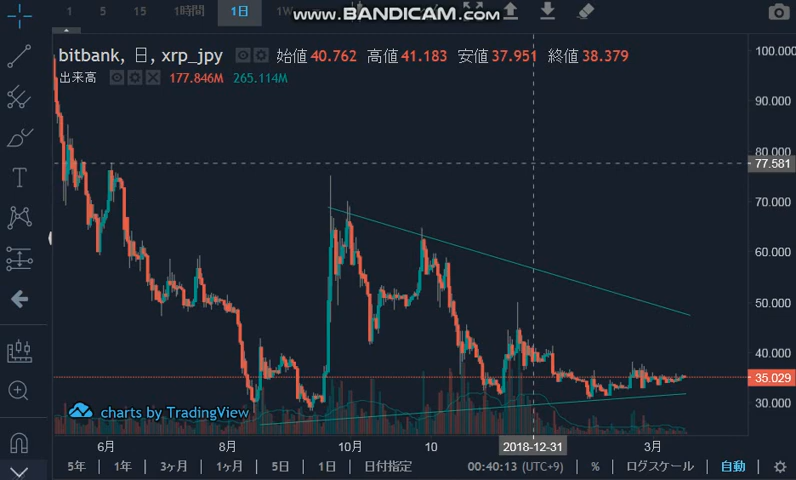 1 5 15 1時間 1日 1W
www.BANDICAM.com
bitbank, 日, xrp_jpy 始値 40.762 高値 41.183 安値 37.951 終値 38.379
出来高 177.846M 265.114M
100.000
90.000
80.000
77.581
70.000
60.000
50.000
40.000
35.029
30.000
charts by TradingView
6月 8月 10月 10 2018-12-31 3月
5年 1年 3ヶ月 1ヶ月 5日 1日 日付指定 00:40:13 (UTC+9) % ログスケール 自動